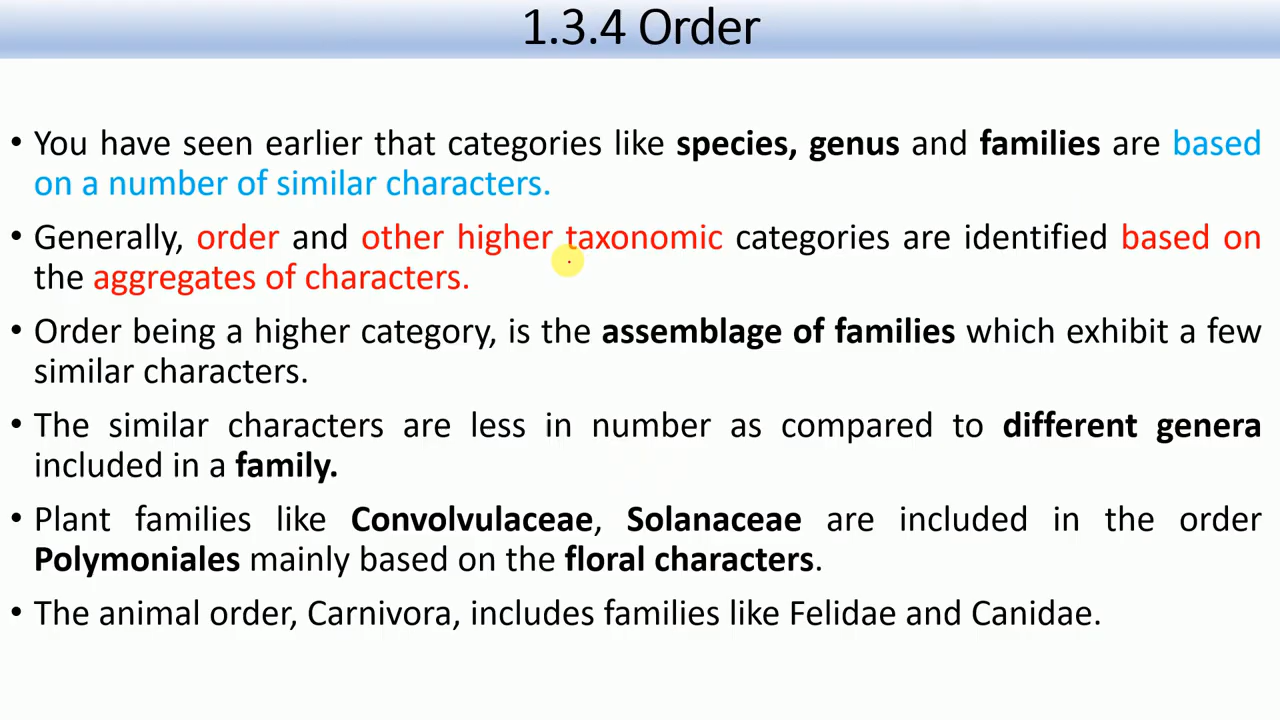 1.3.4 Order
• You have seen earlier that categories like species, genus and families are based
on a number of similar characters.
• Generally, order and other higher taxonomic categories are identified based on
the aggregates of characters.
• Order being a higher category, is the assemblage of families which exhibit a few
similar characters.
• The similar characters are less in number as compared to different genera
included in a family.
• Plant families like Convolvulaceae, Solanaceae are included in the order
Polymoniales mainly based on the floral characters.
• The animal order, Carnivora, includes families like Felidae and Canidae.